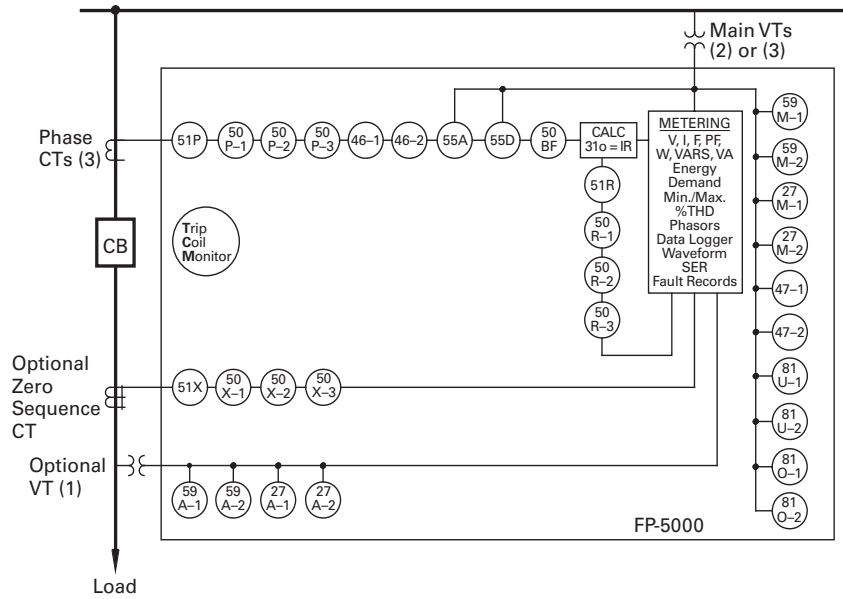 Main VTs
(2) or (3)
Phase
CTs (3)
51P
50
P–1
50
P–2
50
P–3
46–1
46–2
55A
55D
50
BF
CALC
31o = IR
METERING
V, I, F, PF,
W, VARS, VA
Energy
Demand
Min./Max.
%THD
Phasors
Data Logger
Waveform
SER
Fault Records
51R
50
R–1
50
R–2
50
R–3
59
M–1
59
M–2
27
M–1
27
M–2
47–1
47–2
81
U–1
81
U–2
81
O–1
81
O–2
CB
Trip
Coil
Monitor
Optional
Zero
Sequence
CT
51X
50
X–1
50
X–2
50
X–3
Optional
VT (1)
59
A–1
59
A–2
27
A–1
27
A–2
FP-5000
Load